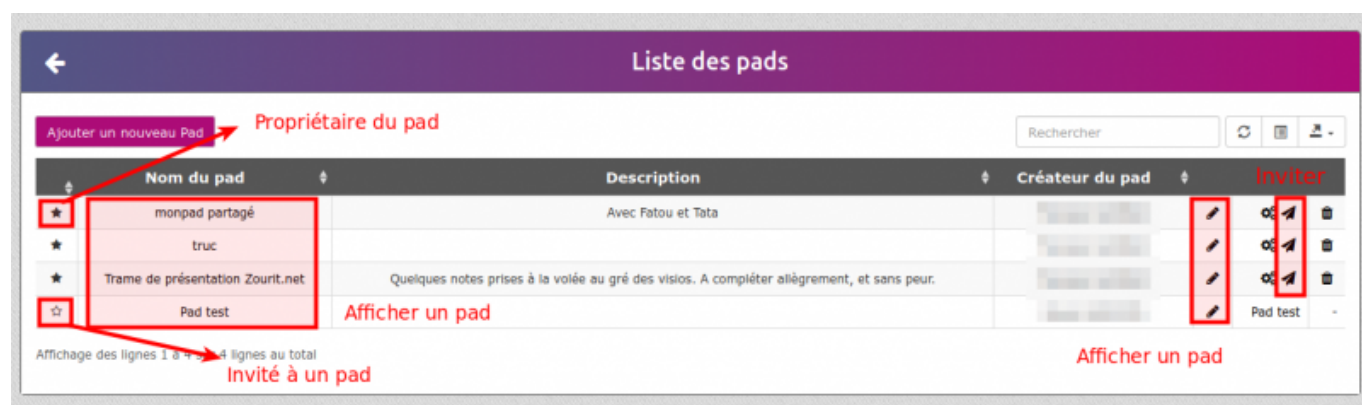 Liste des pads
Ajouter un nouveau Pad
Propriétaire du pad
Rechercher
Nom du pad Description Créateur du pad Inviter
monpad partagé Avec Fatou et Tata
truc
Trame de présentation Zourit.net Quelques notes prises à la volée au gré des visios. A compléter allègrement, et sans peur.
Pad test Afficher un pad Pad test -
Affichage des lignes 1 à 4 4 lignes au total
Afficher un pad
Invité à un pad